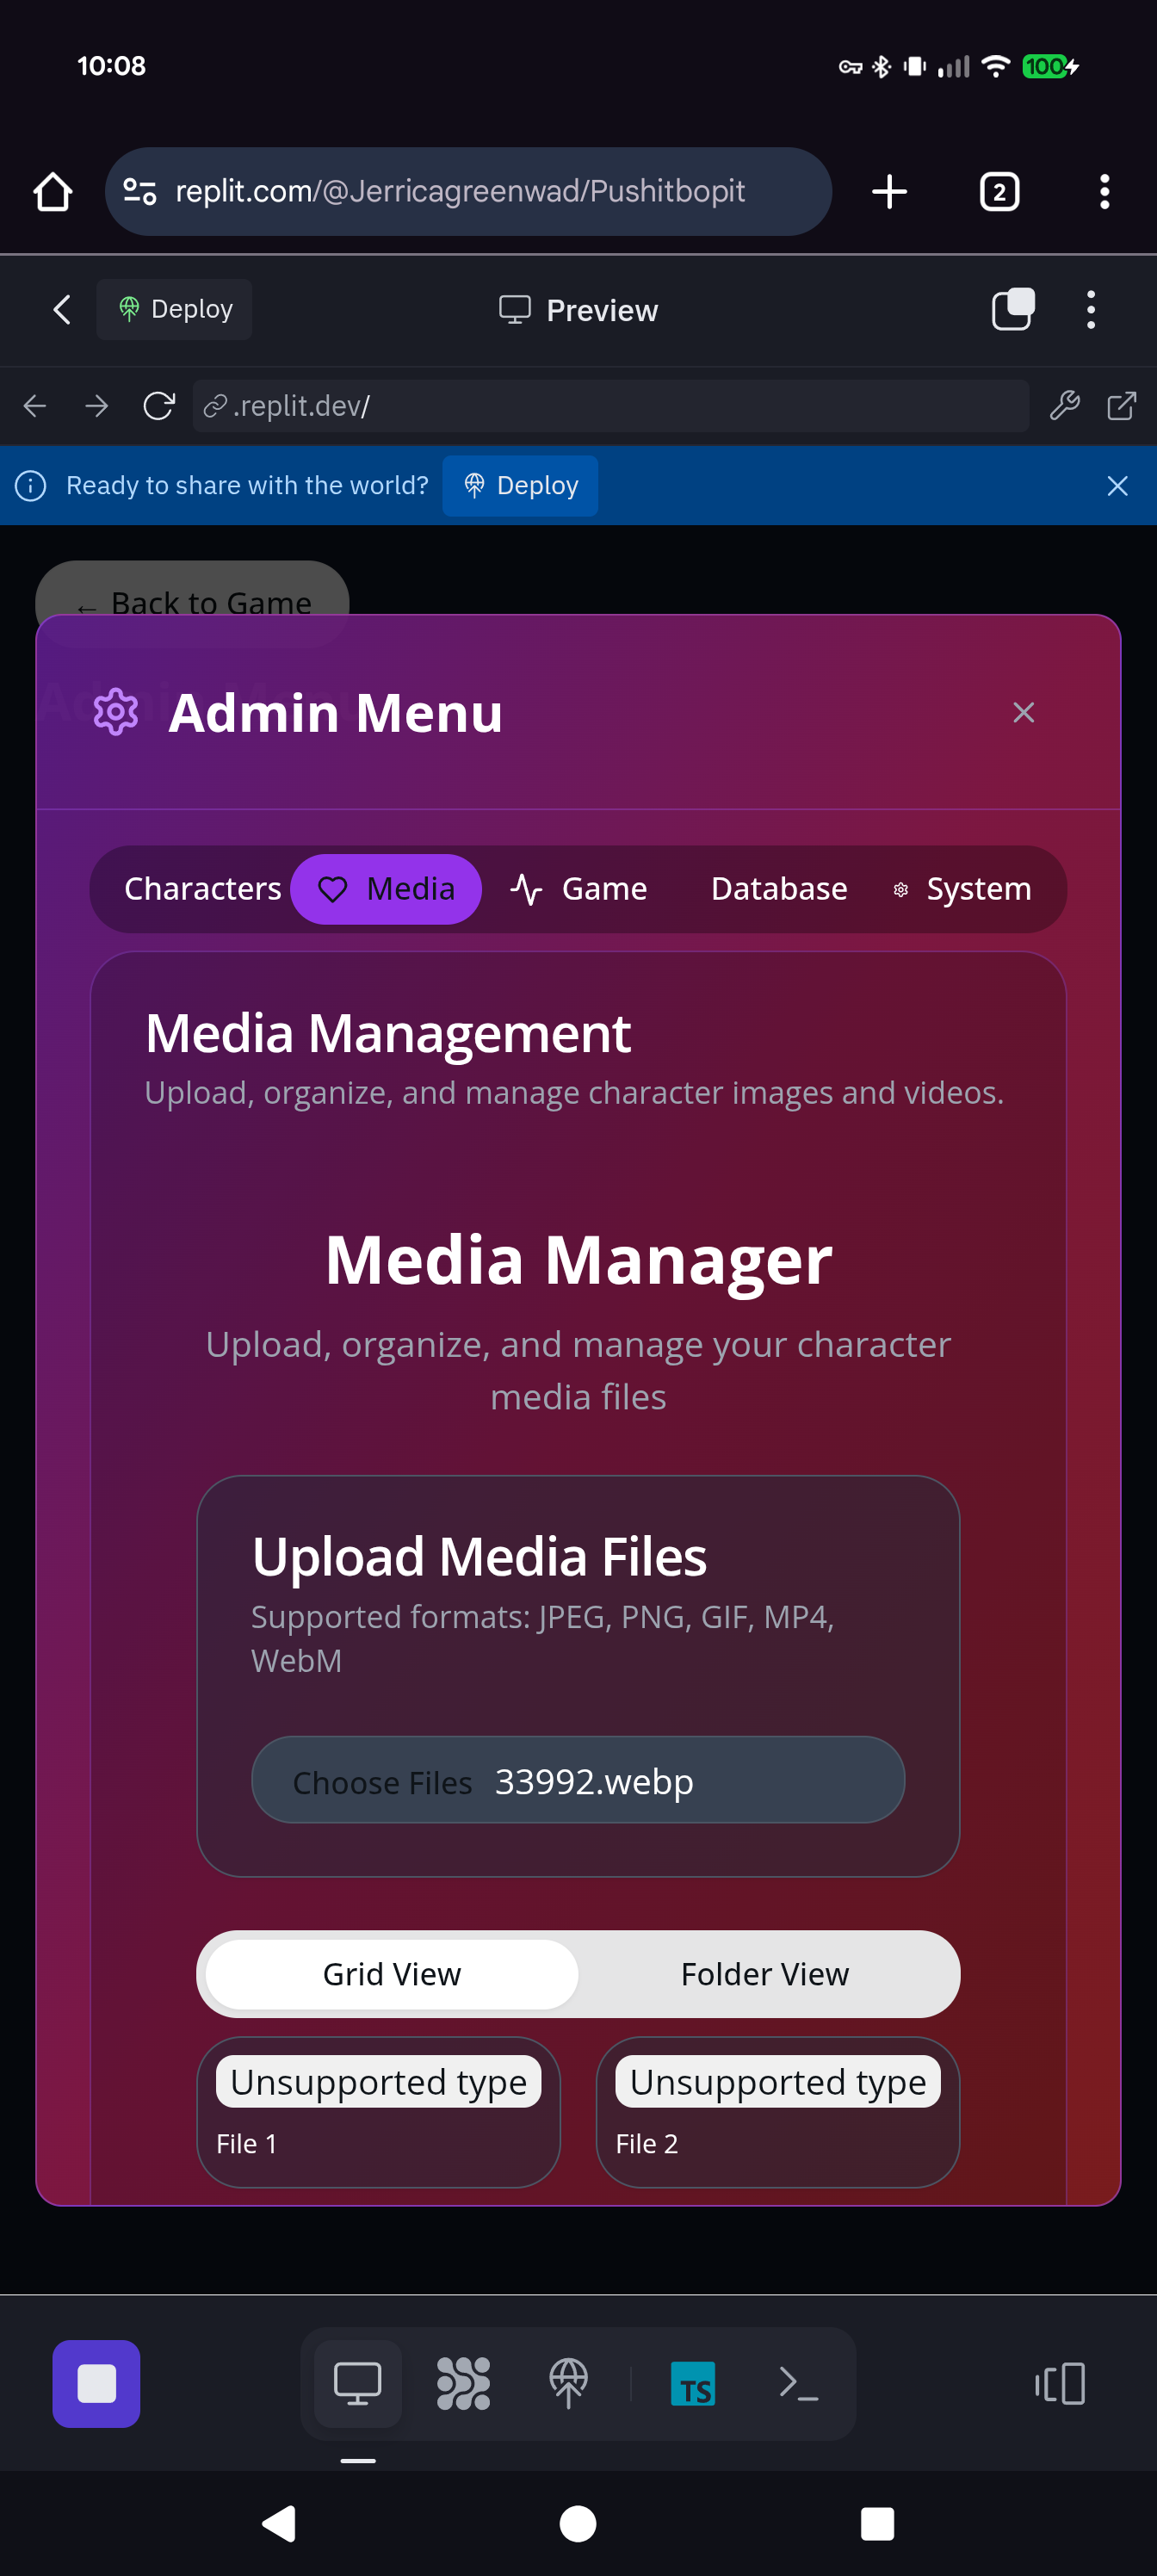 10:08
100
replit.com/@Jerricagreenwad/Pushitbopit
2
Deploy
Preview
.replit.dev/
Ready to share with the world?
Deploy
← Back to Game
Admin Menu
Characters
Media
Game
Database
System
Media Management
Upload, organize, and manage character images and videos.
Media Manager
Upload, organize, and manage your character
media files
Upload Media Files
Supported formats: JPEG, PNG, GIF, MP4,
WebM
Choose Files 33992.webp
Grid View
Folder View
Unsupported type
Unsupported type
File 1
File 2
TS